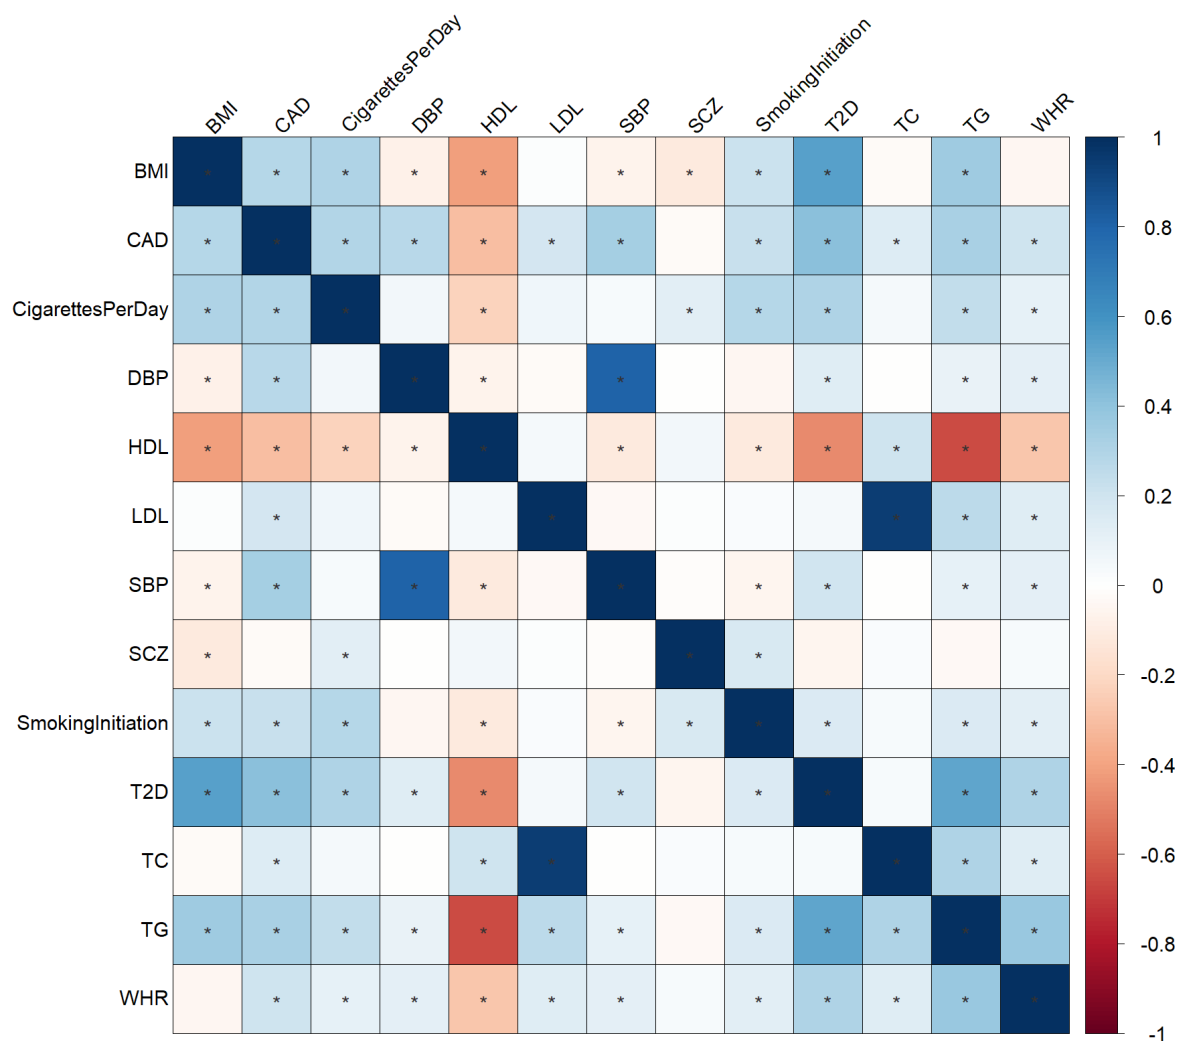 BMI
CAD
CigarettesPerDay
DBP
HDL
LDL
SBP
SCZ
SmokingInitiation
T2D
TC
TG
WHR
BMI * * * * * * * * * *
CAD * * * * * * * * * * * *
CigarettesPerDay * * * * * * * * *
DBP * * * * * * * *
HDL * * * * * * * * * * *
LDL * * * * *
SBP * * * * * * * * *
SCZ * * * *
SmokingInitiation * * * * * * * * * *
T2D * * * * * * * * * *
TC * * * * * *
TG * * * * * * * * * * * *
WHR * * * * * * * * * * *
1
0.8
0.6
0.4
0.2
0
-0.2
-0.4
-0.6
-0.8
-1